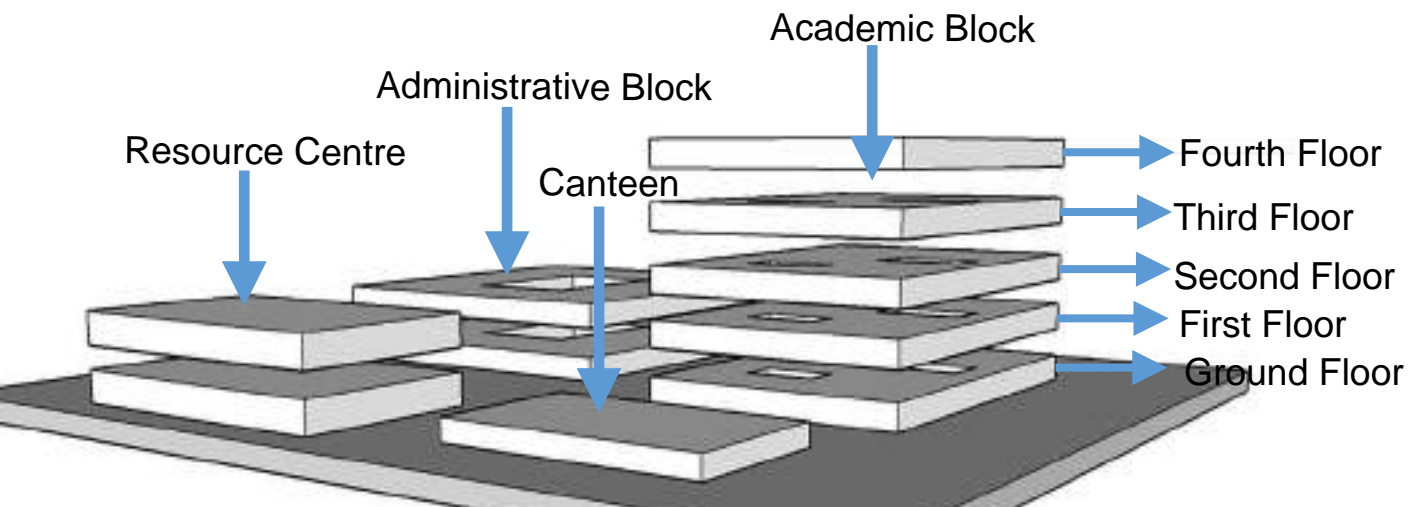 Academic Block
Administrative Block
Resource Centre
Canteen
Fourth Floor
Third Floor
Second Floor
First Floor
Ground Floor